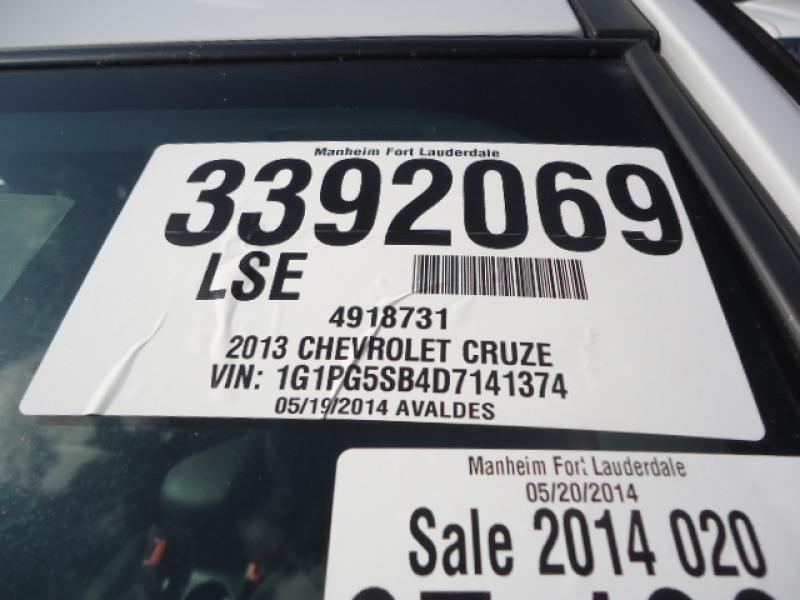 Manheim Fort Lauderdale
3392069
LSE
4918731
2013 CHEVROLET CRUZE
VIN: 1G1PG5SB4D7141374
05/19/2014 AVALDES
Manheim Fort Lauderdale
05/20/2014
Sale 2014 020